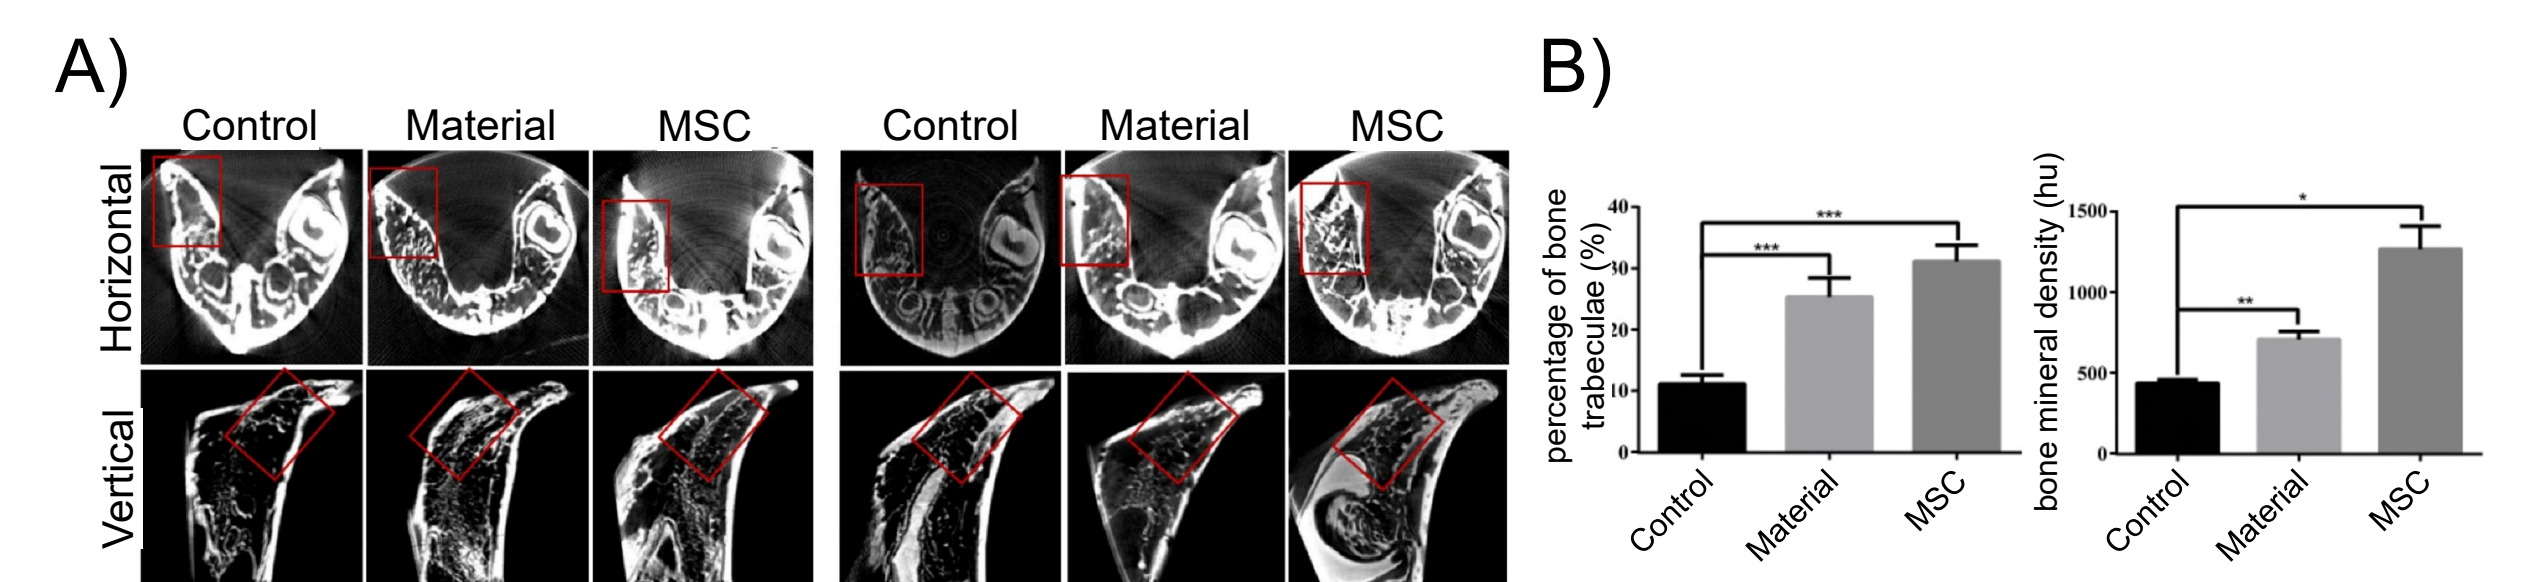 A)
Control Material MSC Control Material MSC
Horizontal
Vertical
B)
percentage of bone
trabeculae (%)
40
30
20
10
0
***
***
Control
Material
MSC
bone mineral density (hu)
1500
1000
500
0
*
**
Control
Material
MSC